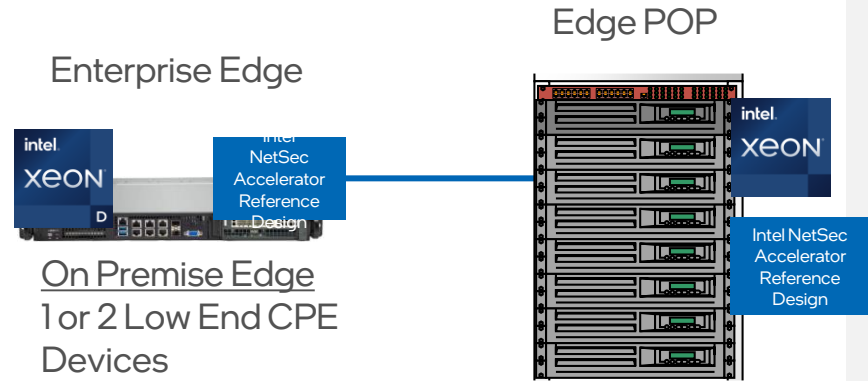 Edge POP
Enterprise Edge
intel.
XEON
D
Intel
NetSec
Accelerator
Reference
Design
intel.
XEON
Intel NetSec
Accelerator
Reference
Design
On Premise Edge
1 or 2 Low End CPE
Devices